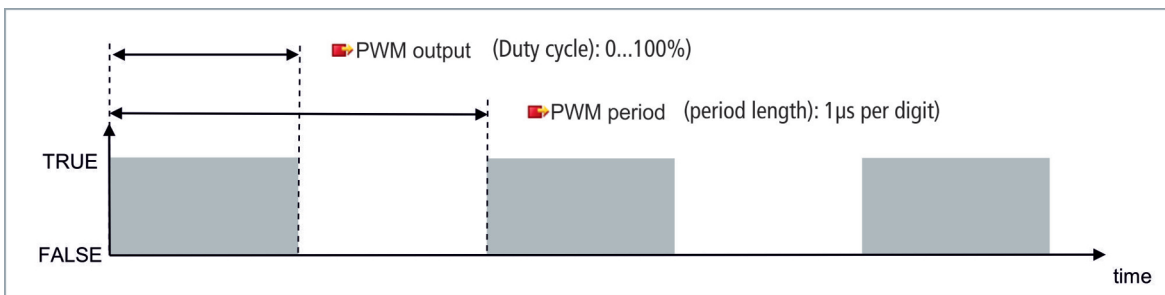 PWM output (Duty cycle): 0...100%)
PWM period (period length): 1µs per digit)
TRUE
FALSE
time